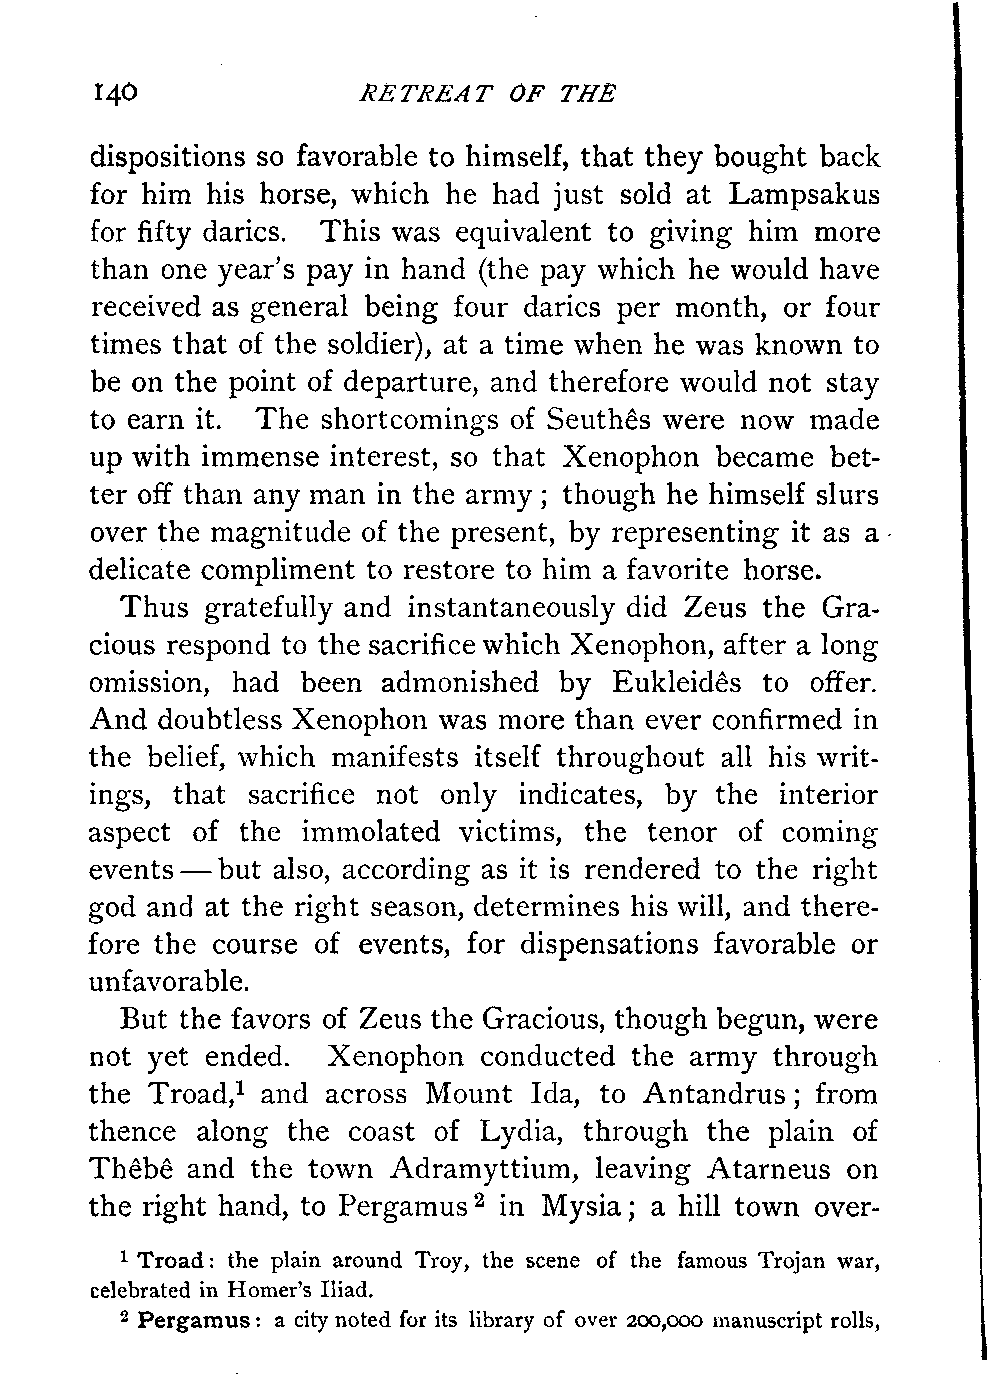 140 RETREAT OF THE
dispositions so favorable to himself, that they bought back
for him his horse, which he had just sold at Lampsakus
for fifty darics. This was equivalent to giving him more
than one year's pay in hand (the pay which he would have
received as general being four darics per month, or four
times that of the soldier), at a time when he was known to
be on the point of departure, and therefore would not stay
to earn it. The shortcomings of Seuthês were now made
up with immense interest, so that Xenophon became bet-
ter off than any man in the army; though he himself slurs
over the magnitude of the present, by representing it as a
delicate compliment to restore to him a favorite horse.
Thus gratefully and instantaneously did Zeus the Gra-
cious respond to the sacrifice which Xenophon, after a long
omission, had been admonished by Eukleidês to offer.
And doubtless Xenophon was more than ever confirmed in
the belief, which manifests itself throughout all his writ-
ings, that sacrifice not only indicates, by the interior
aspect of the immolated victims, the tenor of coming
events — but also, according as it is rendered to the right
god and at the right season, determines his will, and there-
fore the course of events, for dispensations favorable or
unfavorable.
But the favors of Zeus the Gracious, though begun, were
not yet ended. Xenophon conducted the army through
the Troad,¹ and across Mount Ida, to Antandrus; from
thence along the coast of Lydia, through the plain of
Thêbê and the town Adramyttium, leaving Atarneus on
the right hand, to Pergamus² in Mysia; a hill town over-
¹ Troad: the plain around Troy, the scene of the famous Trojan war,
celebrated in Homer's Iliad.
² Pergamus: a city noted for its library of over 200,000 manuscript rolls,